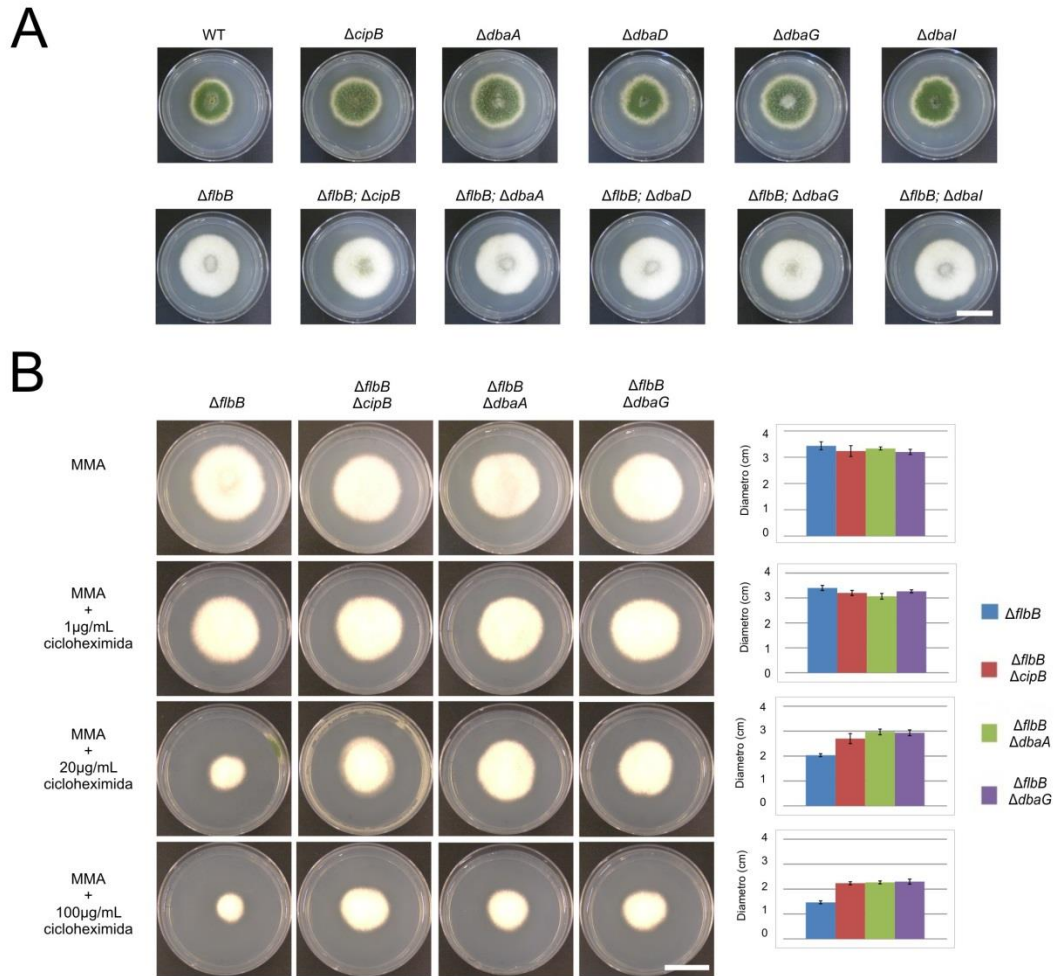 A
WT
ΔcipB
ΔdbaA
ΔdbaD
ΔdbaG
ΔdbaI
ΔflbB
ΔflbB; ΔcipB
ΔflbB; ΔdbaA
ΔflbB; ΔdbaD
ΔflbB; ΔdbaG
ΔflbB; ΔdbaI
B
ΔflbB
ΔflbB
ΔcipB
ΔflbB
ΔdbaA
ΔflbB
ΔdbaG
MMA
Diametro (cm)
4
3
2
1
0
MMA
+
1µg/mL
cicloheximida
Diametro (cm)
4
3
2
1
0
MMA
+
20µg/mL
cicloheximida
Diametro (cm)
4
3
2
1
0
MMA
+
100µg/mL
cicloheximida
Diametro (cm)
4
3
2
1
0
ΔflbB
ΔflbB
ΔcipB
ΔflbB
ΔdbaA
ΔflbB
ΔdbaG